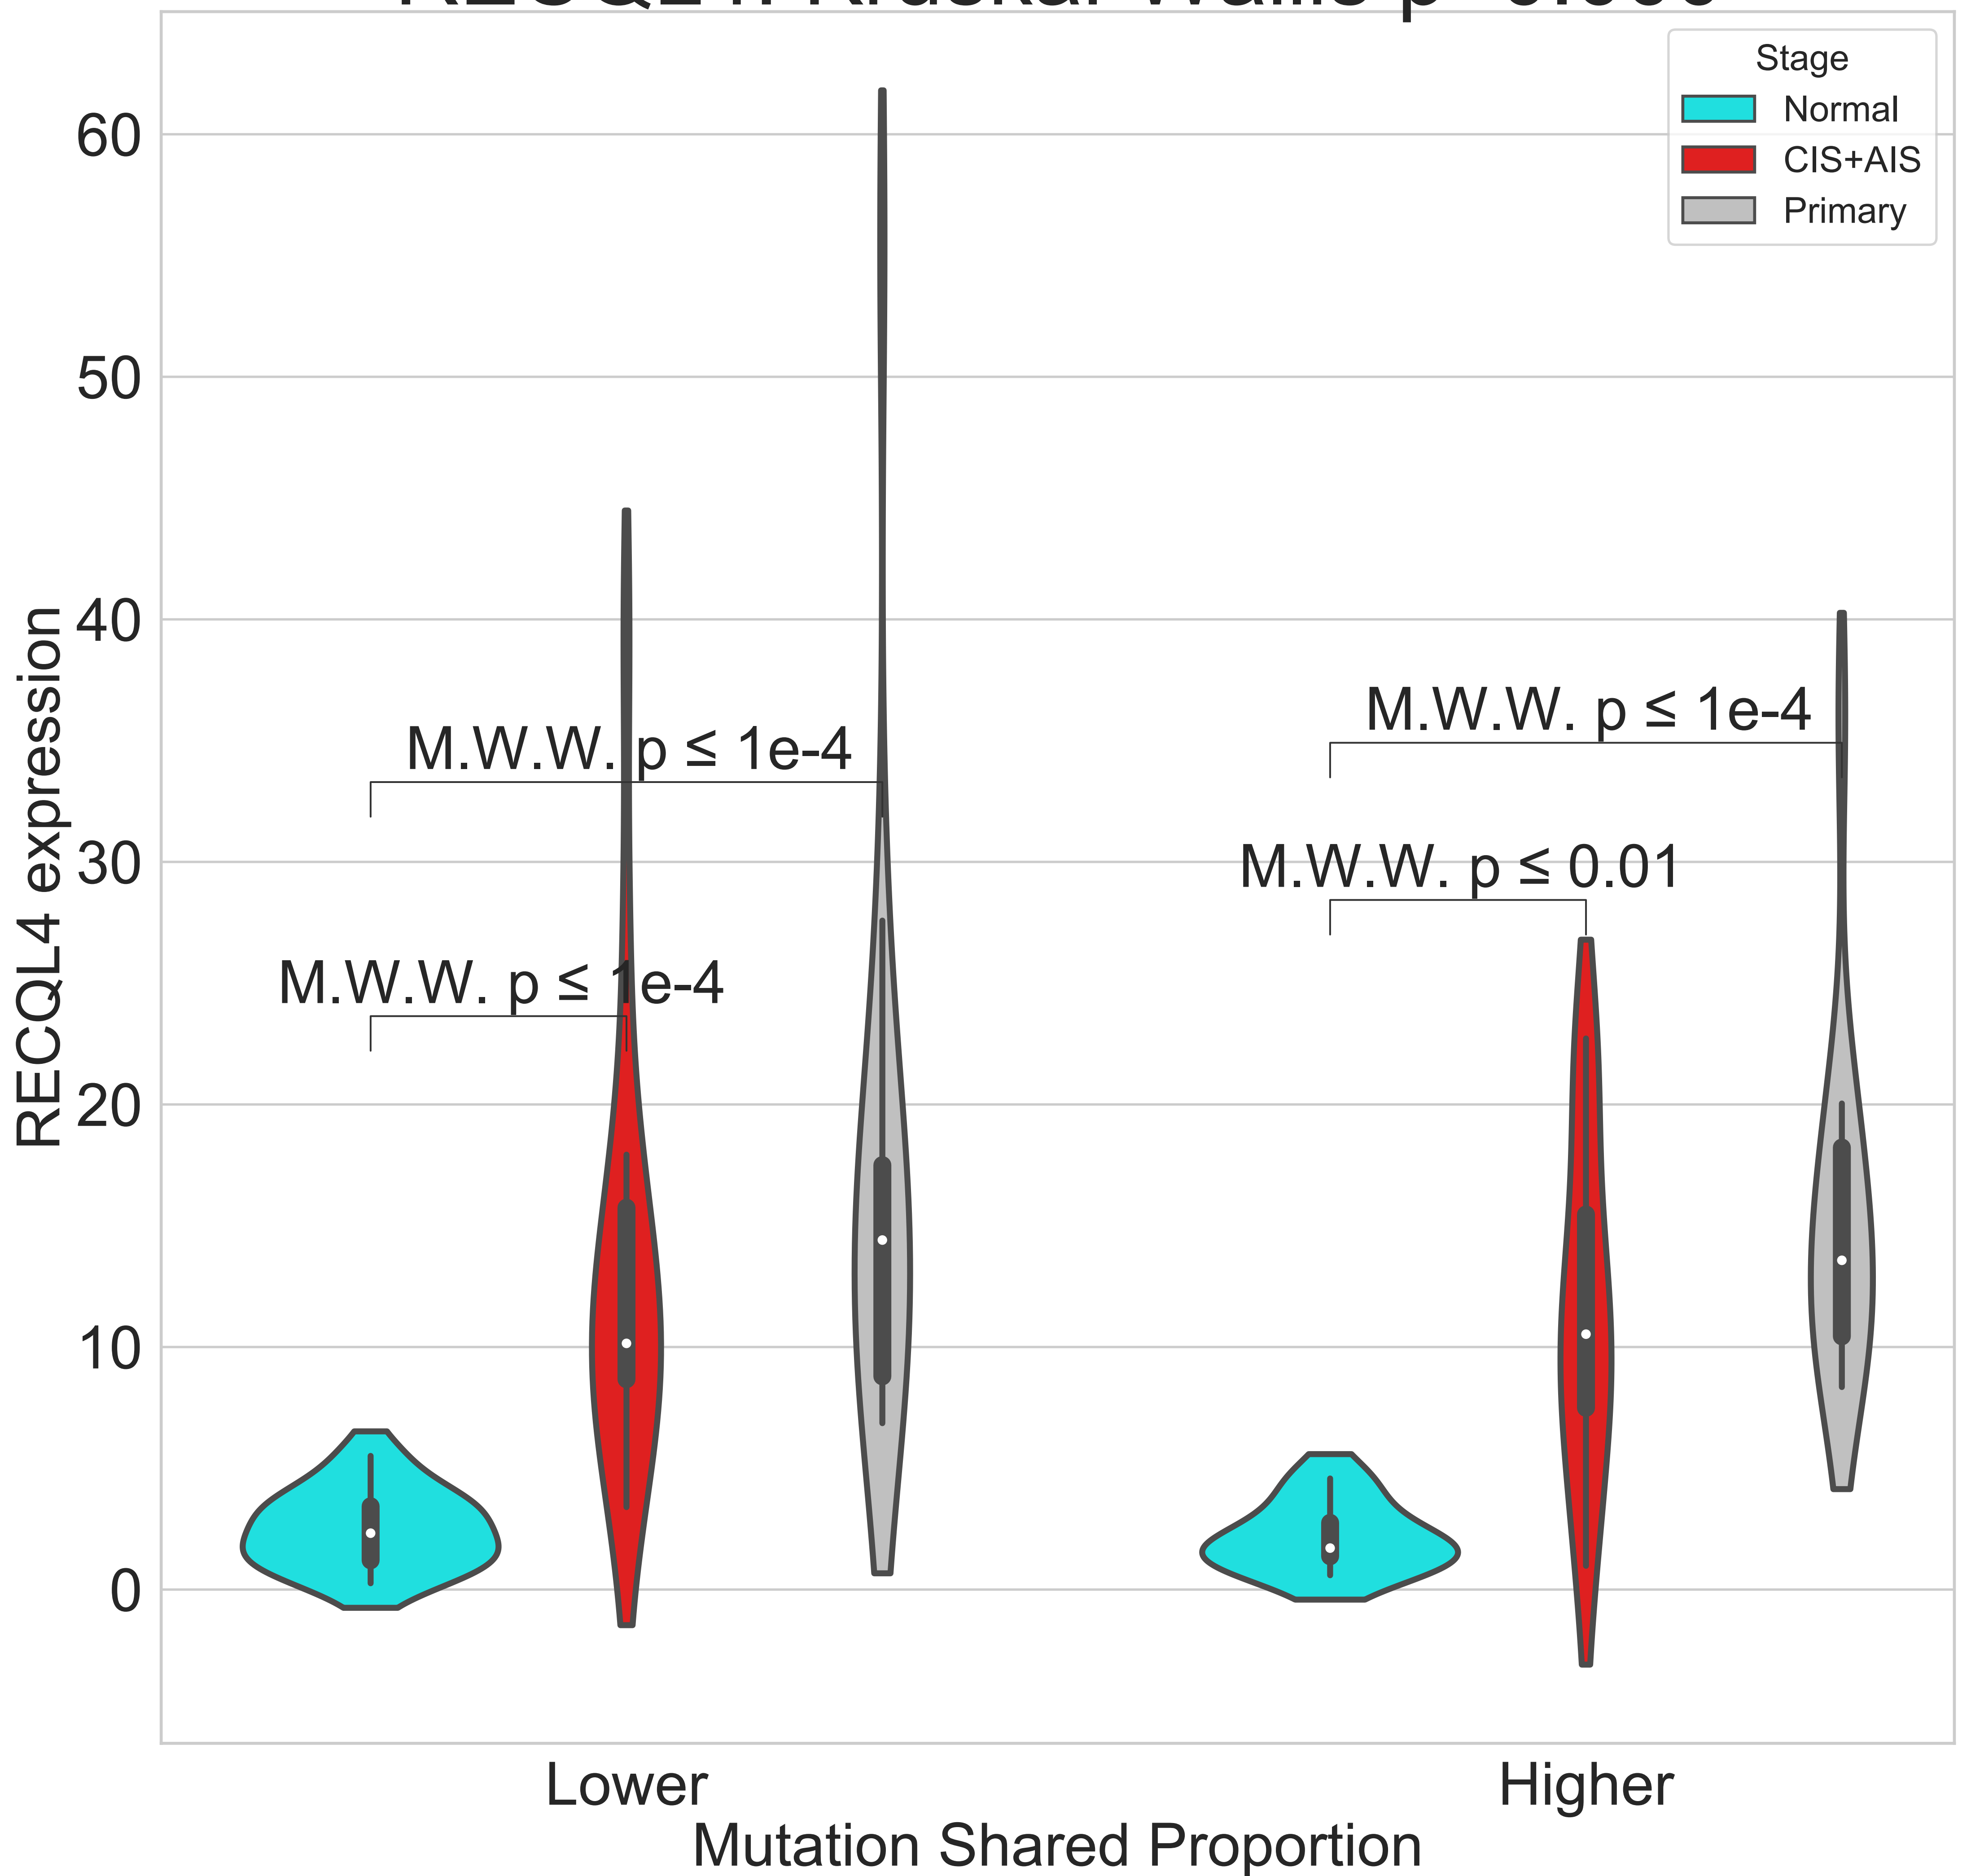 Stage
Normal
CIS+AIS
Primary
60
50
40
30
20
10
0
RECQL4 expression
M.W.W. p ≤ 1e-4
M.W.W. p ≤ 1e-4
M.W.W. p ≤ 0.01
M.W.W. p ≤ 1e-4
Lower
Higher
Mutation Shared Proportion